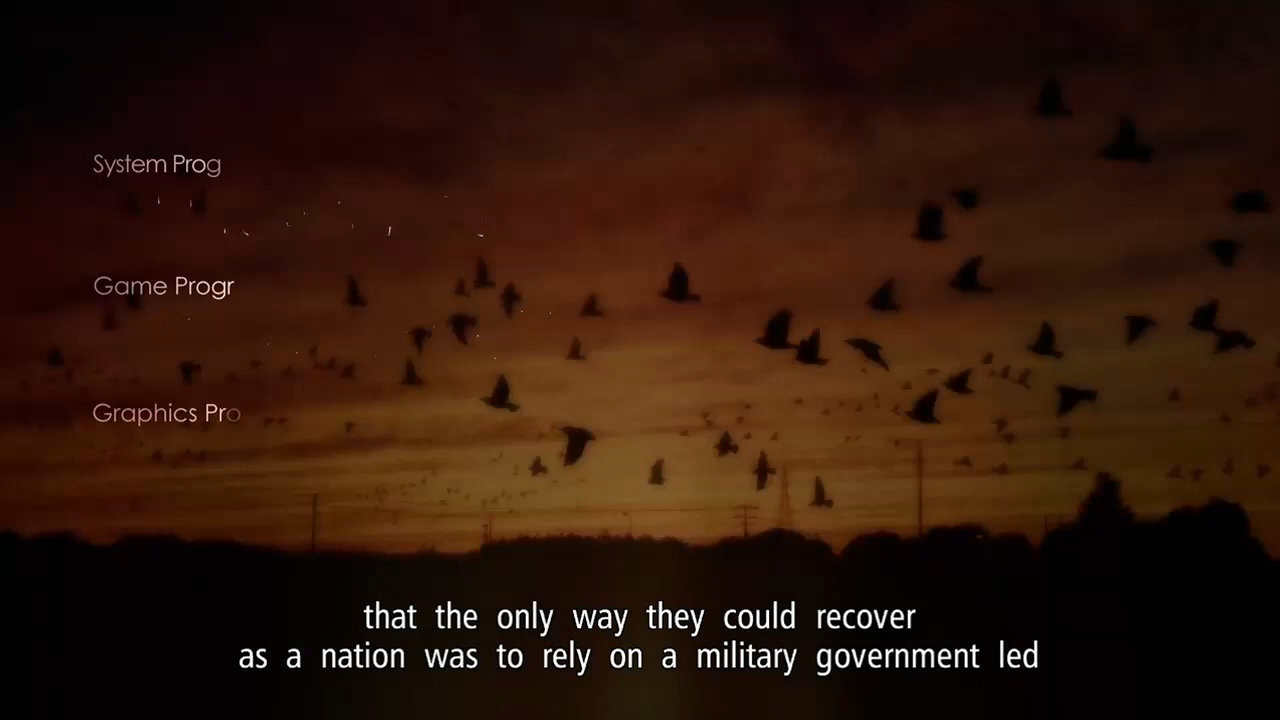 System Prog
Game Progr
Graphics Pro
that the only way they could recover
as a nation was to rely on a military government led